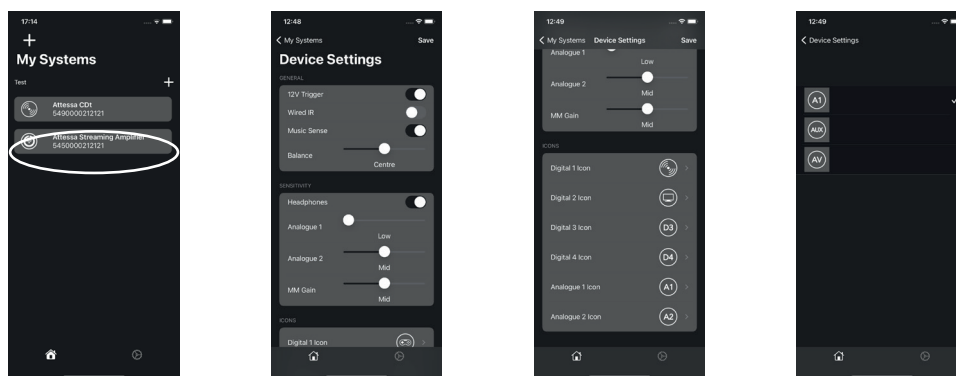 17:14
My Systems
Test
Attessa CDt
5490000212121
Attessa Streaming Amplifier
5450000212121
12:48
My Systems Save
Device Settings
GENERAL
12V Trigger
Wired IR
Music Sense
Balance
Centre
SENSITIVITY
Headphones
Analogue 1
Low
Analogue 2
Mid
MM Gain
Mid
ICONS
Digital 1 Icon
12:49
My Systems Device Settings Save
Analogue 1
Low
Analogue 2
Mid
MM Gain
Mid
ICONS
Digital 1 Icon
Digital 2 Icon
Digital 3 Icon D3
Digital 4 Icon D4
Analogue 1 Icon A1
Analogue 2 Icon A2
12:49
Device Settings
A1
AUX
AV